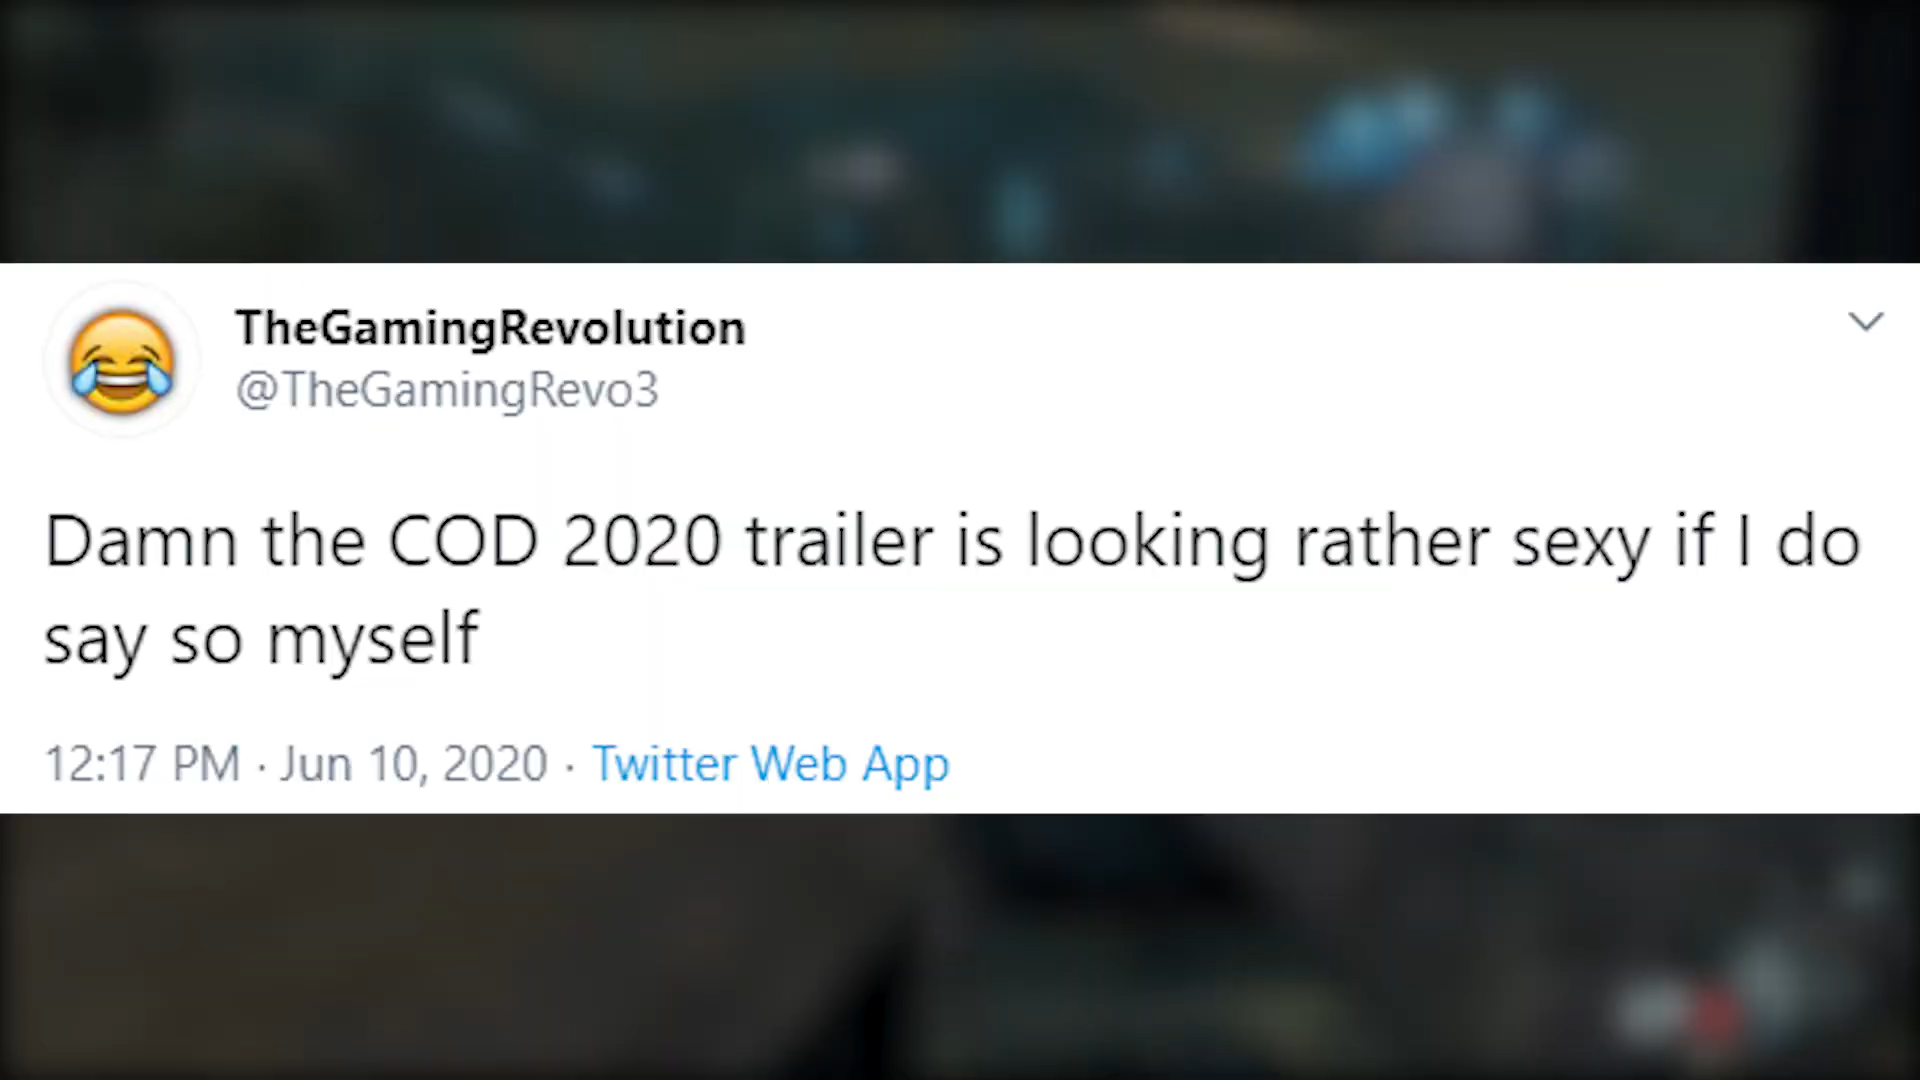 TheGamingRevolution
@TheGamingRevo3
Damn the COD 2020 trailer is looking rather sexy if I do
say so myself
12:17 PM · Jun 10, 2020 · Twitter Web App